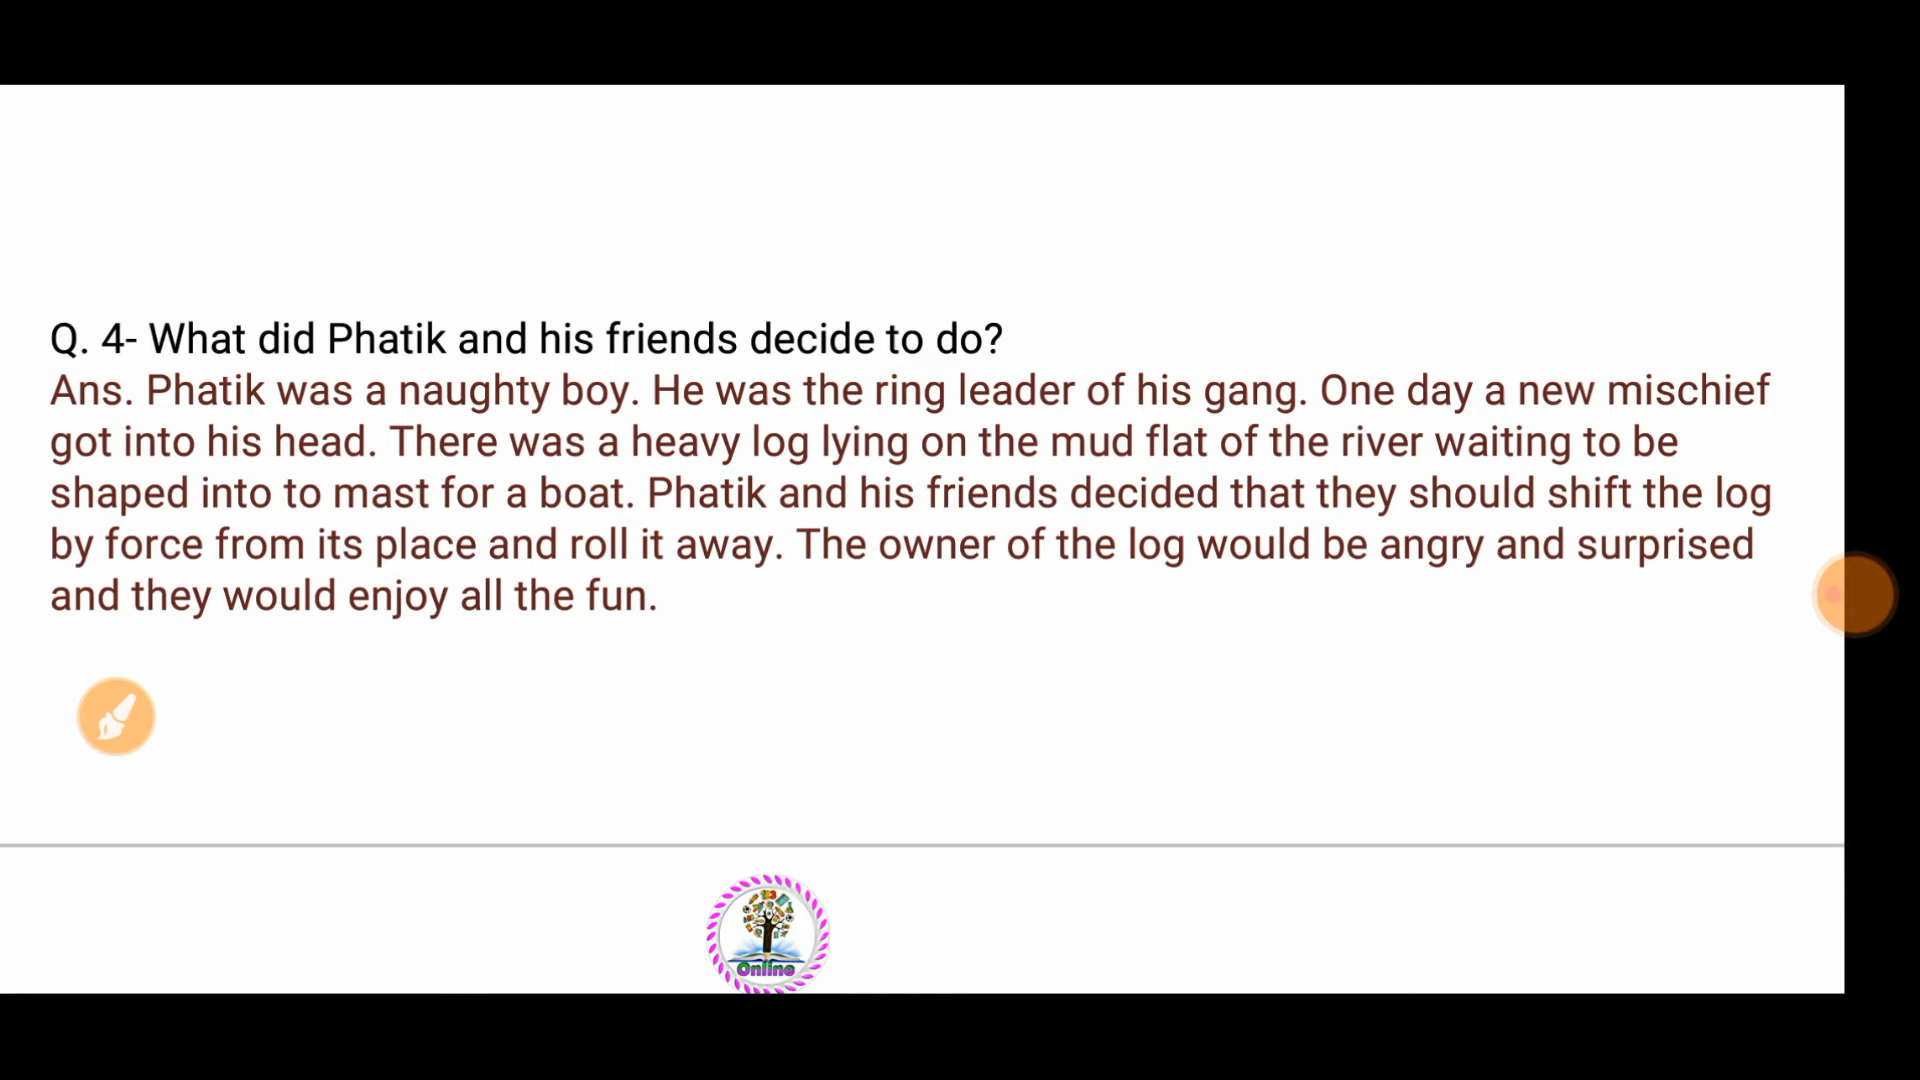 Q. 4- What did Phatik and his friends decide to do?
Ans. Phatik was a naughty boy. He was the ring leader of his gang. One day a new mischief
got into his head. There was a heavy log lying on the mud flat of the river waiting to be
shaped into to mast for a boat. Phatik and his friends decided that they should shift the log
by force from its place and roll it away. The owner of the log would be angry and surprised
and they would enjoy all the fun.
Online